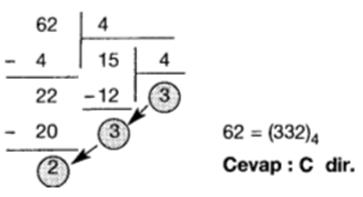 62 4
- 4 15 4
22 -12 3
- 20 3
2
62 = (332)₄
Cevap : C dir.